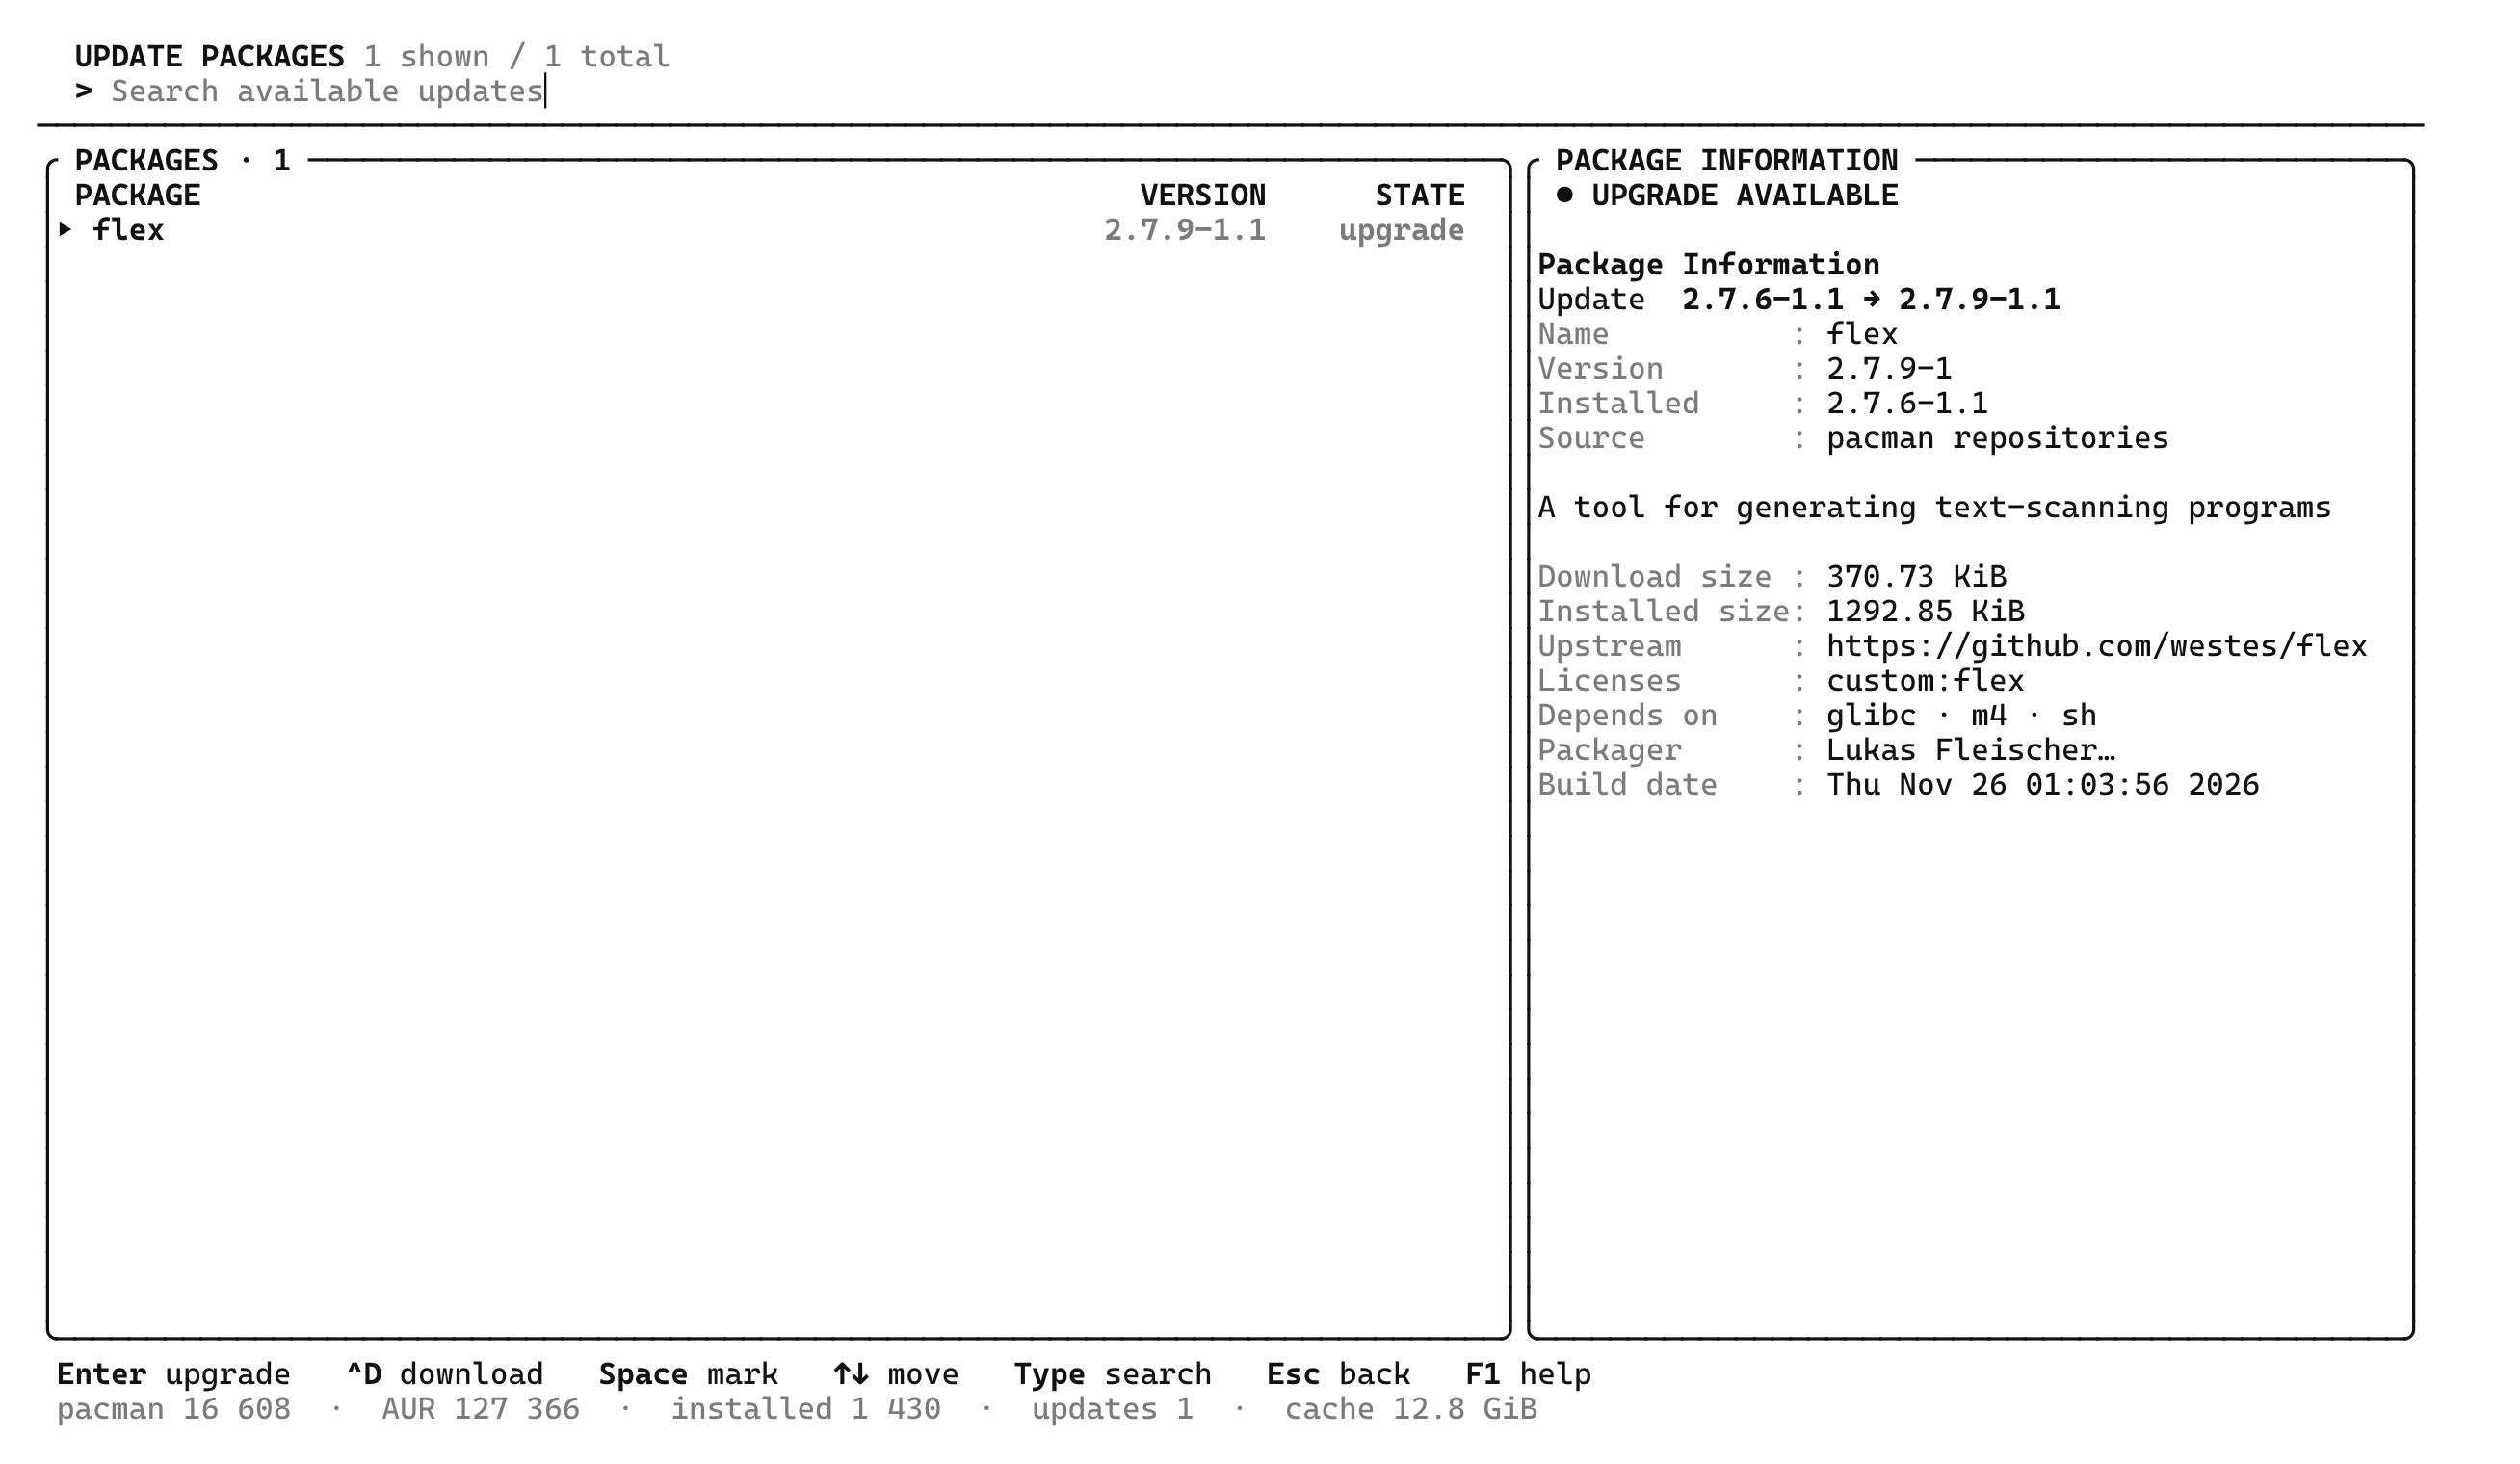 UPDATE PACKAGES 1 shown / 1 total
> Search available updates
PACKAGES · 1
PACKAGE VERSION STATE
▸ flex 2.7.9-1.1 upgrade
PACKAGE INFORMATION
● UPGRADE AVAILABLE
Package Information
Update 2.7.6-1.1 → 2.7.9-1.1
Name : flex
Version : 2.7.9-1
Installed : 2.7.6-1.1
Source : pacman repositories
A tool for generating text-scanning programs
Download size : 370.73 KiB
Installed size: 1292.85 KiB
Upstream : https://github.com/westes/flex
Licenses : custom:flex
Depends on : glibc · m4 · sh
Packager : Lukas Fleischer…
Build date : Thu Nov 26 01:03:56 2026
Enter upgrade ^D download Space mark ↑↓ move Type search Esc back F1 help
pacman 16 608 · AUR 127 366 · installed 1 430 · updates 1 · cache 12.8 GiB